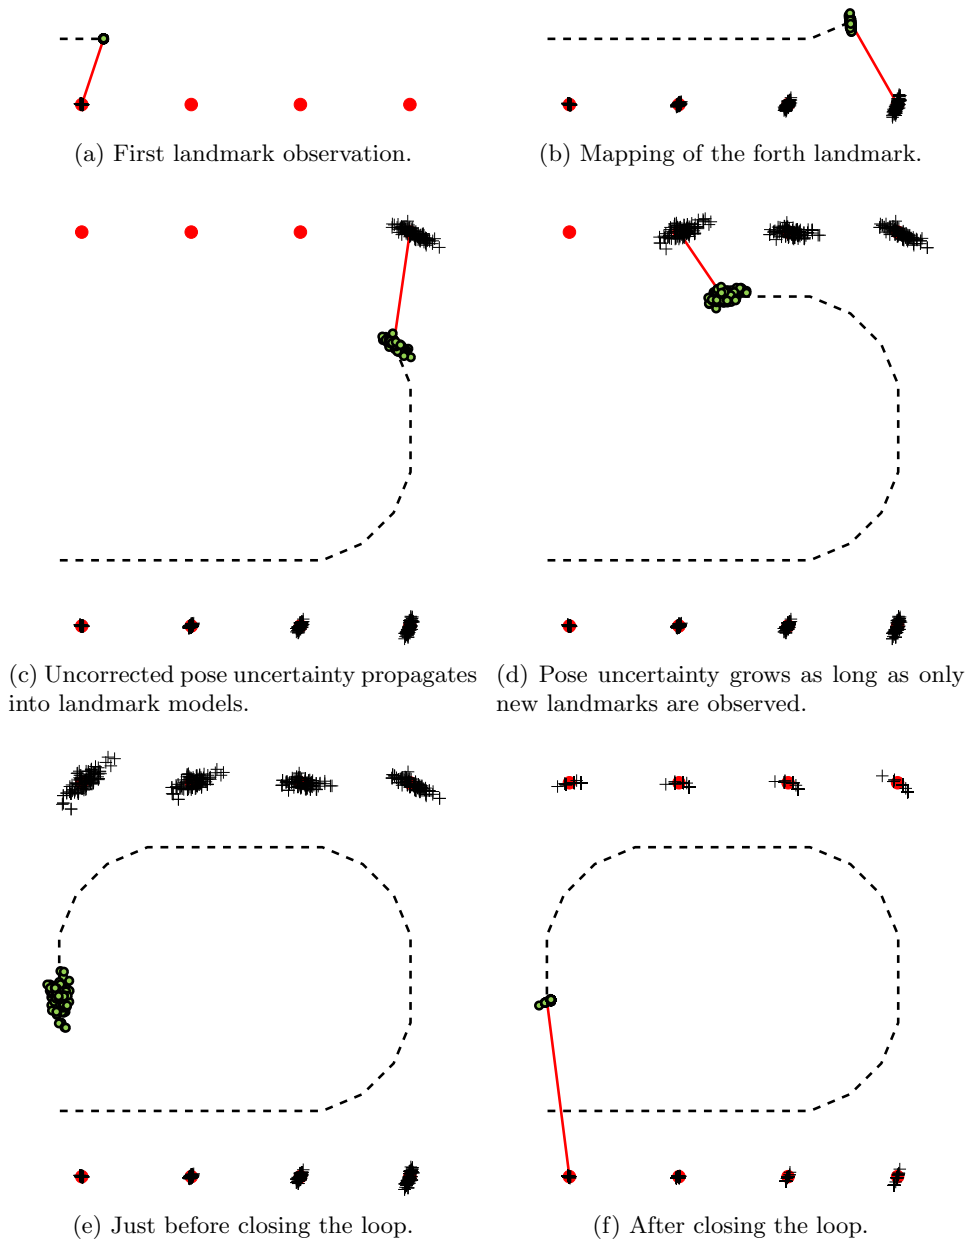 (a) First landmark observation.
(b) Mapping of the forth landmark.
(c) Uncorrected pose uncertainty propagates
into landmark models.
(d) Pose uncertainty grows as long as only
new landmarks are observed.
(e) Just before closing the loop.
(f) After closing the loop.